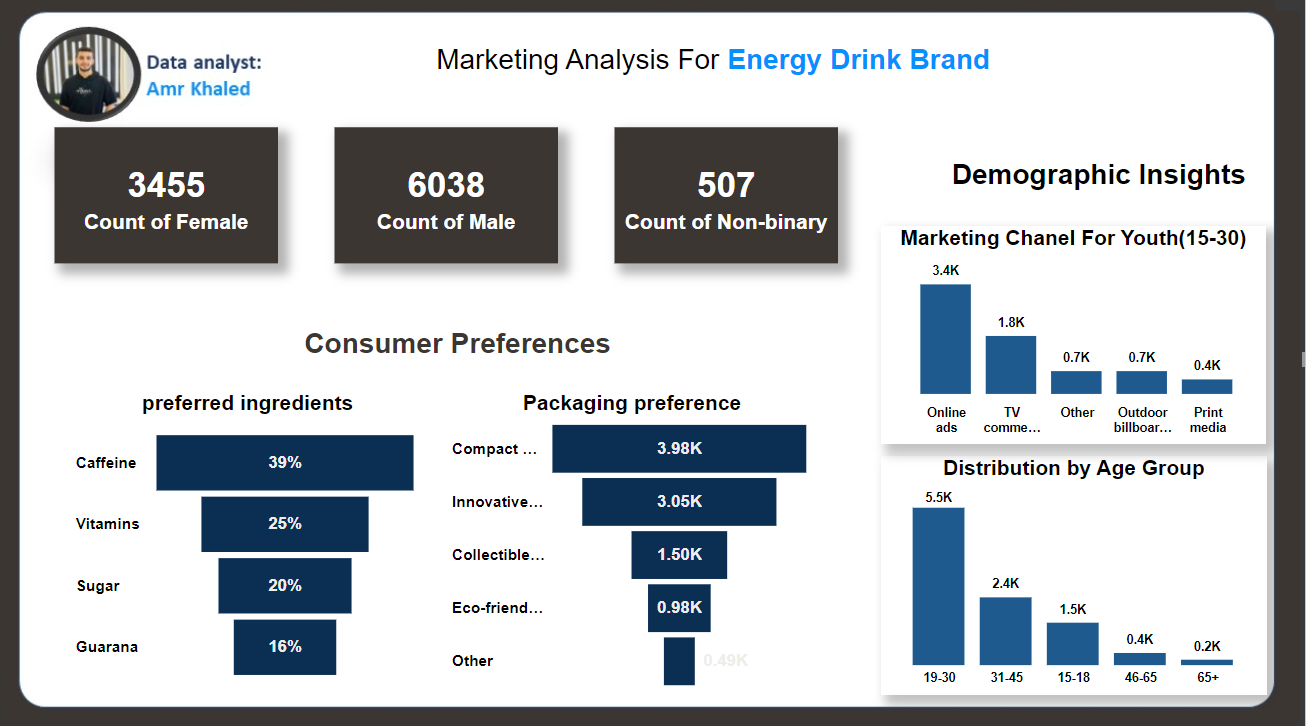 Data analyst:
Amr Khaled
Marketing Analysis For Energy Drink Brand
3455
Count of Female
6038
Count of Male
507
Count of Non-binary
Consumer Preferences
preferred ingredients
Caffeine 39%
Vitamins 25%
Sugar 20%
Guarana 16%
Packaging preference
Compact ... 3.98K
Innovative... 3.05K
Collectible... 1.50K
Eco-friend... 0.98K
Other 0.49K
Demographic Insights
Marketing Chanel For Youth(15-30)
3.4K
1.8K
0.7K
0.7K
0.4K
Online ads
TV comme...
Other
Outdoor billboar...
Print media
Distribution by Age Group
5.5K
2.4K
1.5K
0.4K
0.2K
19-30
31-45
15-18
46-65
65+